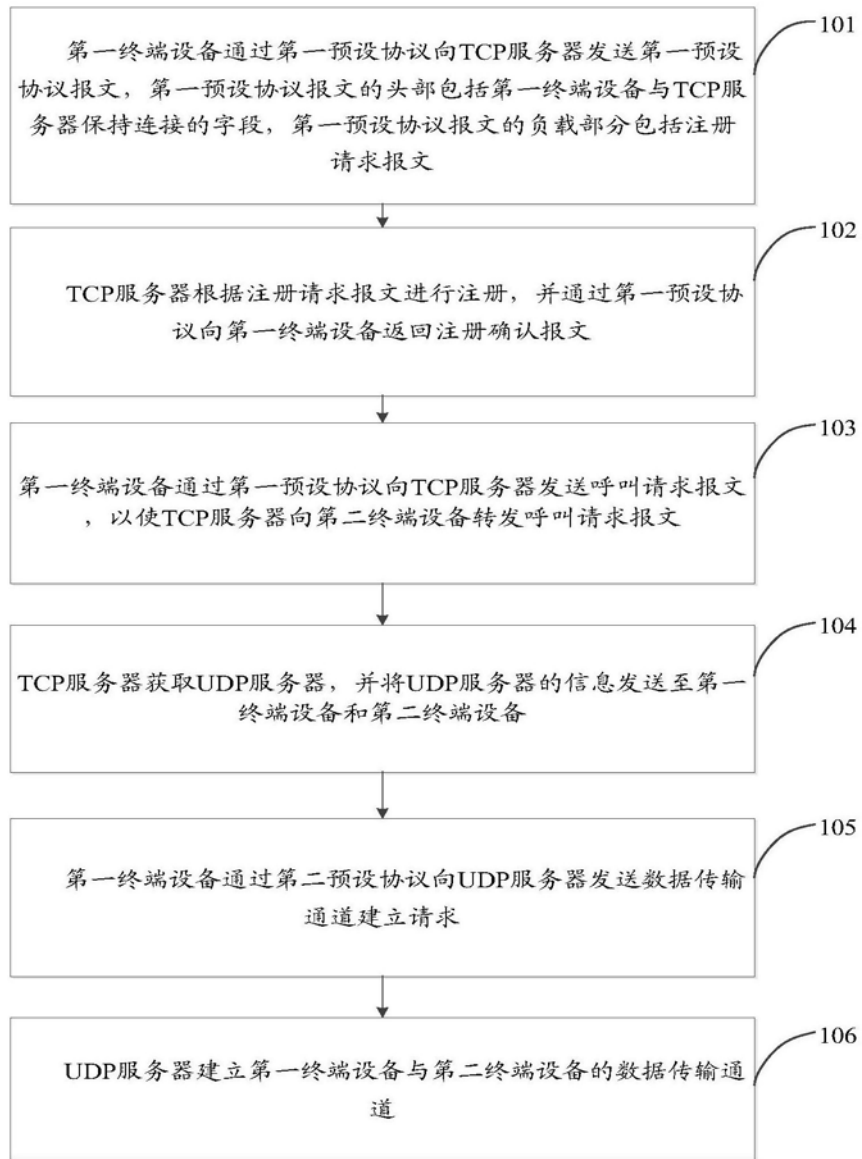 第一终端设备通过第一预设协议向TCP服务器发送第一预设
协议报文，第一预设协议报文的头部包括第一终端设备与TCP服
务器保持连接的字段，第一预设协议报文的负载部分包括注册
请求报文
101
TCP服务器根据注册请求报文进行注册，并通过第一预设协
议向第一终端设备返回注册确认报文
102
第一终端设备通过第一预设协议向TCP服务器发送呼叫请求报文
，以使TCP服务器向第二终端设备转发呼叫请求报文
103
TCP服务器获取UDP服务器，并将UDP服务器的信息发送至第一
终端设备和第二终端设备
104
第一终端设备通过第二预设协议向UDP服务器发送数据传输
通道建立请求
105
UDP服务器建立第一终端设备与第二终端设备的数据传输通
道
106